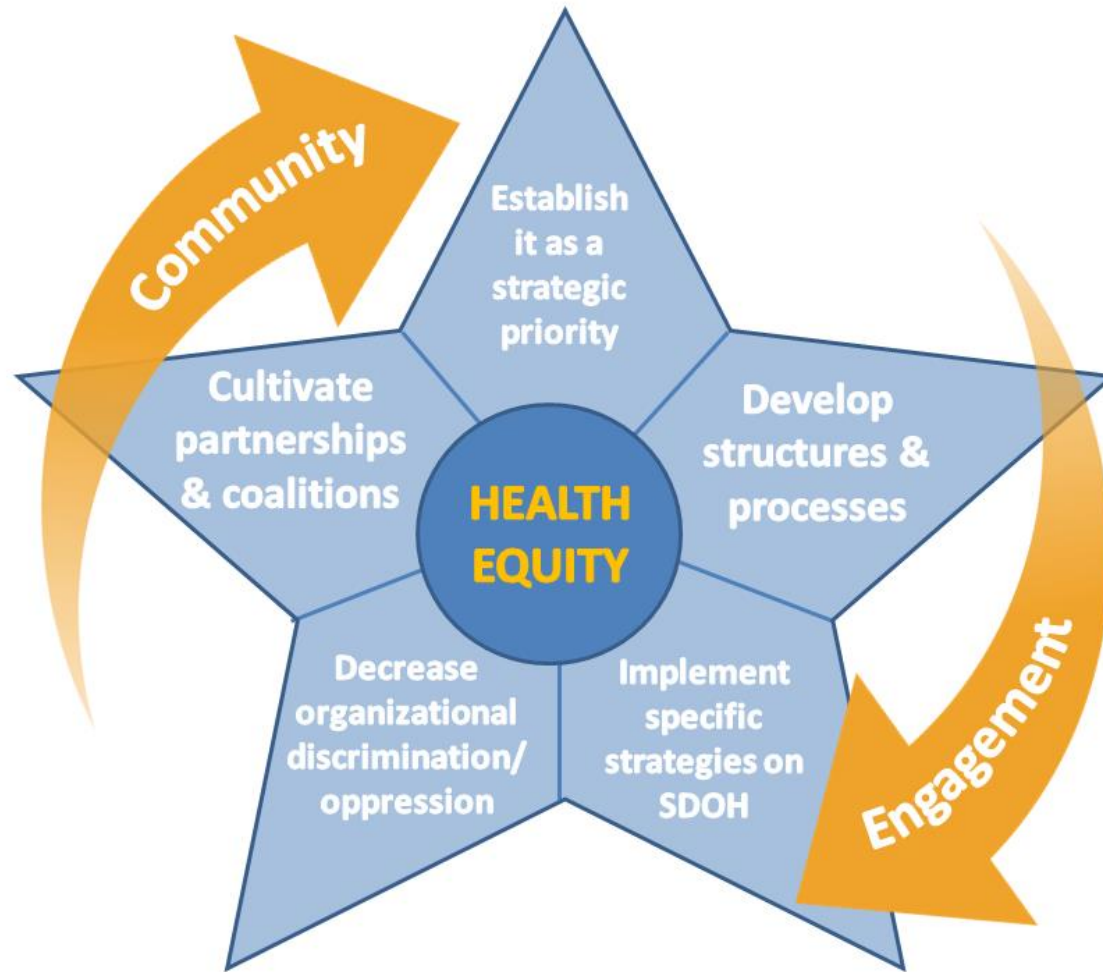 Community
Establish
it as a
strategic
priority
Cultivate
partnerships
& coalitions
Develop
structures &
processes
HEALTH
EQUITY
Decrease
organizational
discrimination/
oppression
Implement
specific
strategies on
SDOH
Engagement